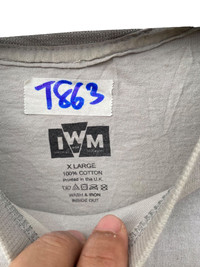 T863
IWM
X LARGE
100% COTTON
Printed in the U.K.
WASH & IRON
INSIDE OUT